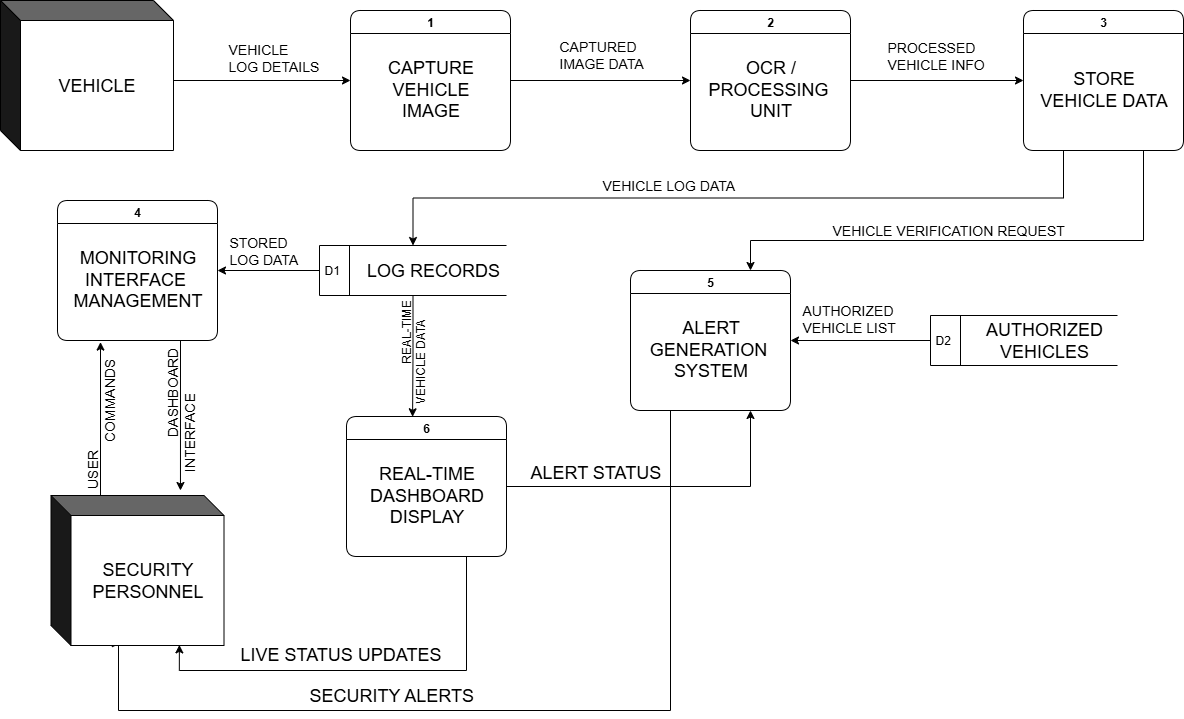 VEHICLE
VEHICLE
LOG DETAILS
1
CAPTURE
VEHICLE
IMAGE
CAPTURED
IMAGE DATA
2
OCR /
PROCESSING
UNIT
PROCESSED
VEHICLE INFO
3
STORE
VEHICLE DATA
VEHICLE LOG DATA
VEHICLE VERIFICATION REQUEST
4
MONITORING
INTERFACE
MANAGEMENT
STORED
LOG DATA
D1
LOG RECORDS
5
ALERT
GENERATION
SYSTEM
AUTHORIZED
VEHICLE LIST
D2
AUTHORIZED
VEHICLES
REAL-TIME
VEHICLE DATA
USER
COMMANDS
DASHBOARD
INTERFACE
6
REAL-TIME
DASHBOARD
DISPLAY
ALERT STATUS
SECURITY
PERSONNEL
LIVE STATUS UPDATES
SECURITY ALERTS